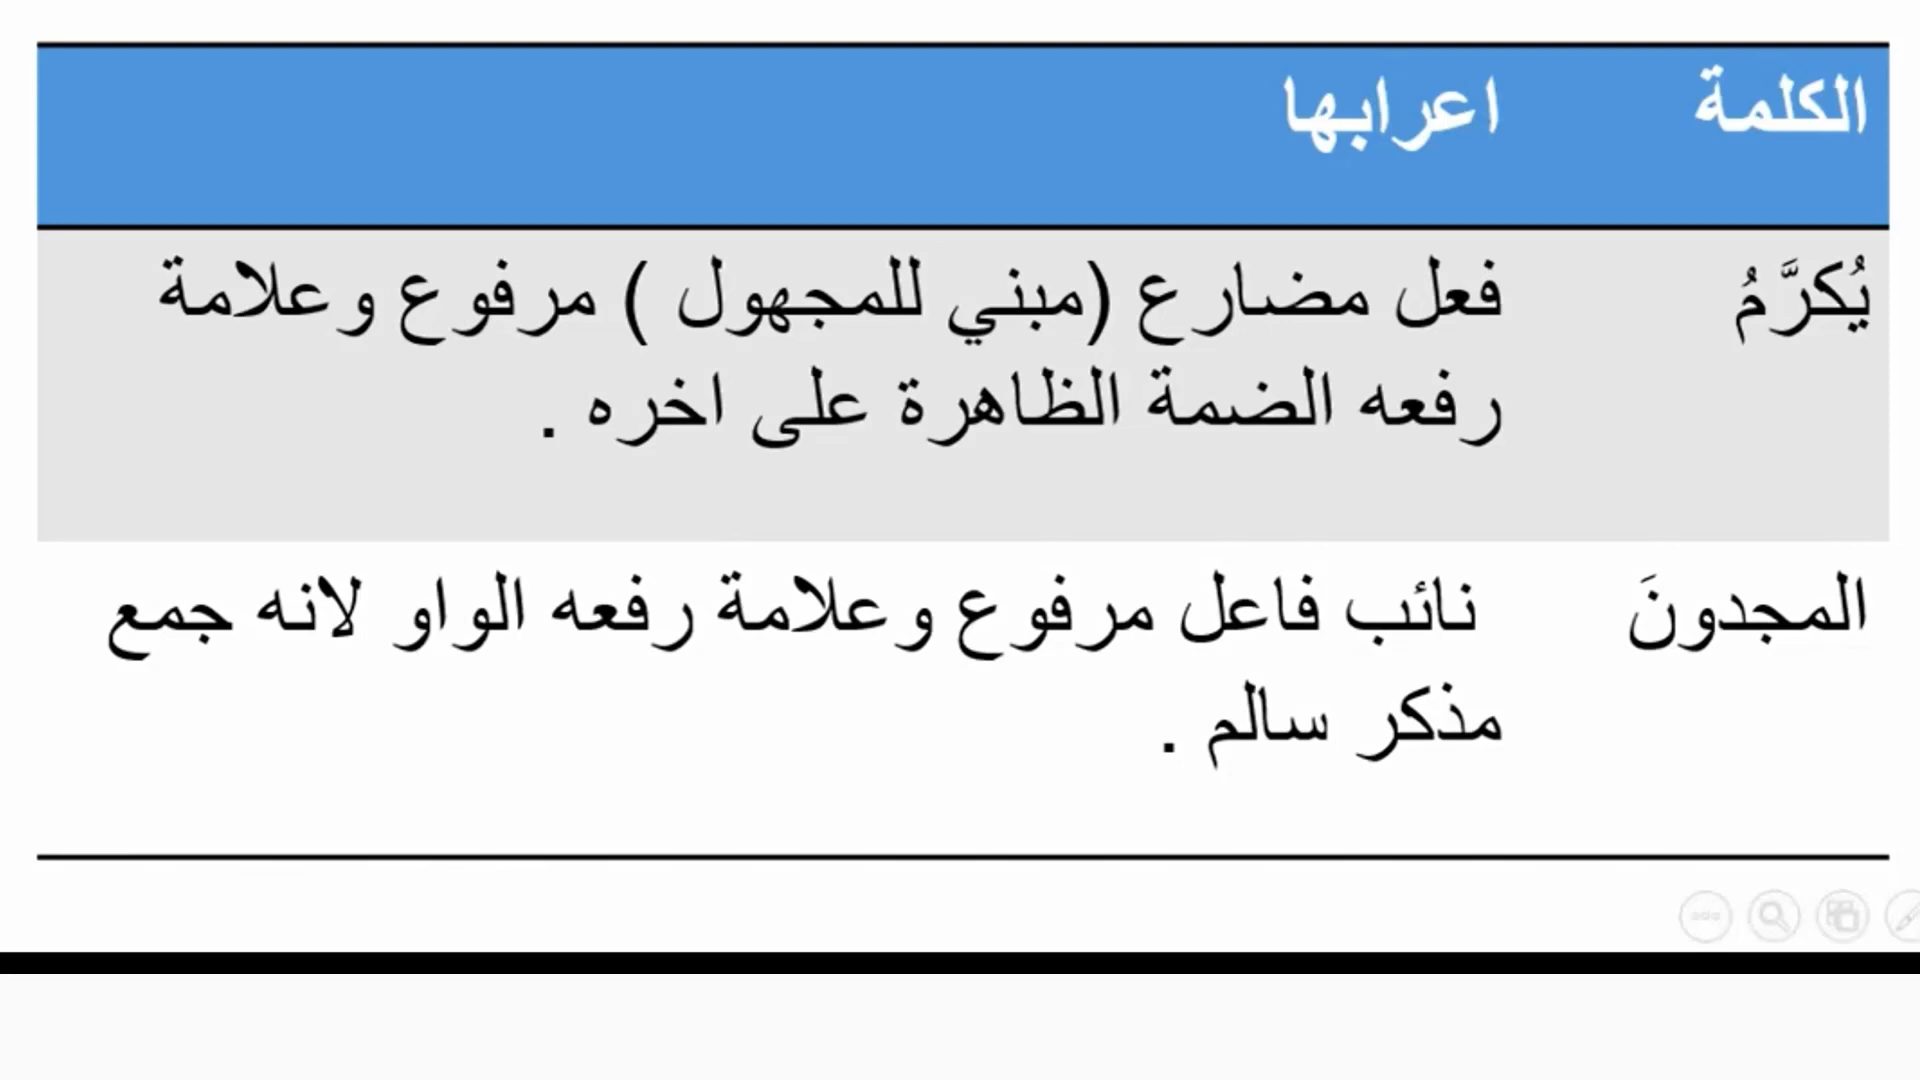 الكلمة اعرابها
يُكرَّمُ فعل مضارع (مبني للمجهول ) مرفوع وعلامة
رفعه الضمة الظاهرة على اخره .
المجدونَ نائب فاعل مرفوع وعلامة رفعه الواو لانه جمع
مذكر سالم .